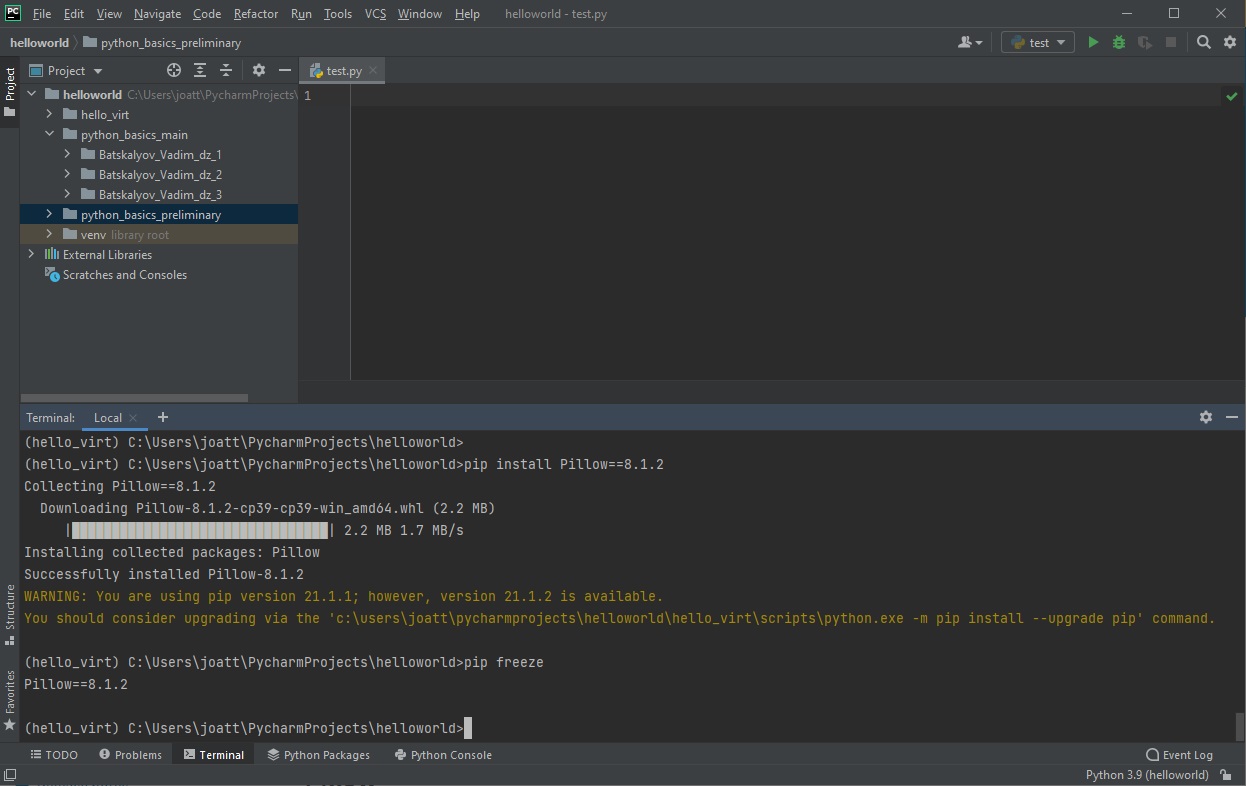 PC File Edit View Navigate Code Refactor Run Tools VCS Window Help helloworld - test.py
helloworld python_basics_preliminary test
Project
Project test.py
helloworld C:\Users\joatt\PycharmProjects\
1
hello_virt
python_basics_main
Batskalyov_Vadim_dz_1
Batskalyov_Vadim_dz_2
Batskalyov_Vadim_dz_3
python_basics_preliminary
venv library root
External Libraries
Scratches and Consoles
Terminal: Local
(hello_virt) C:\Users\joatt\PycharmProjects\helloworld>
(hello_virt) C:\Users\joatt\PycharmProjects\helloworld>pip install Pillow==8.1.2
Collecting Pillow==8.1.2
Downloading Pillow-8.1.2-cp39-cp39-win_amd64.whl (2.2 MB)
| | 2.2 MB 1.7 MB/s
Installing collected packages: Pillow
Successfully installed Pillow-8.1.2
WARNING: You are using pip version 21.1.1; however, version 21.1.2 is available.
You should consider upgrading via the 'c:\users\joatt\pycharmprojects\helloworld\hello_virt\scripts\python.exe -m pip install --upgrade pip' command.
(hello_virt) C:\Users\joatt\PycharmProjects\helloworld>pip freeze
Pillow==8.1.2
(hello_virt) C:\Users\joatt\PycharmProjects\helloworld>
Structure
Favorites
TODO Problems Terminal Python Packages Python Console Event Log
Python 3.9 (helloworld)